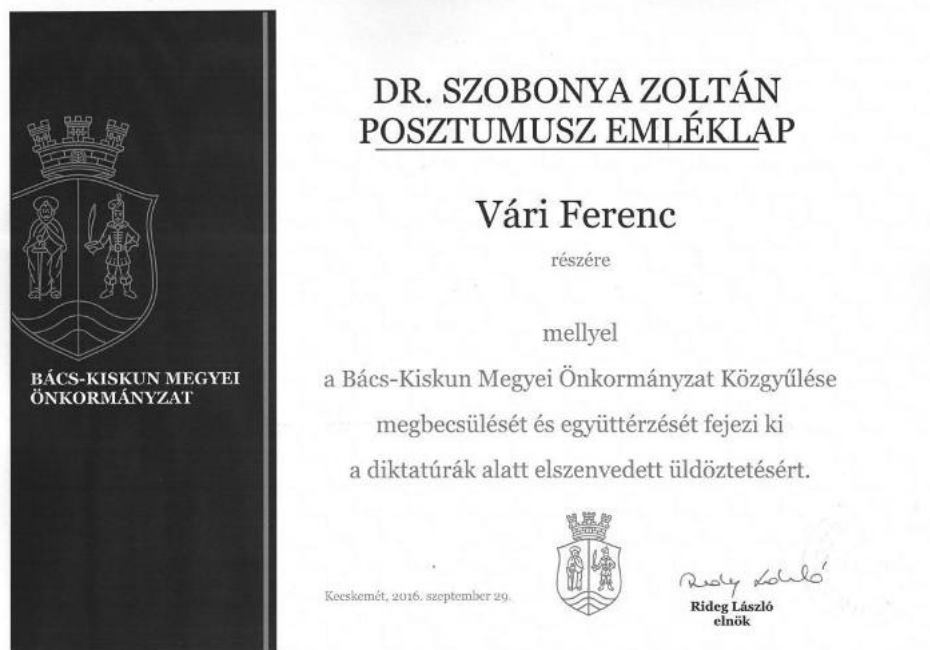 BÁCS-KISKUN MEGYEI
ÖNKORMÁNYZAT
DR. SZOBONYA ZOLTÁN
POSZTUMUSZ EMLÉKLAP
Vári Ferenc
részére
mellyel
a Bács-Kiskun Megyei Önkormányzat Közgyűlése
megbecsülését és együttérzését fejezi ki
a diktatúrák alatt elszenvedett üldöztetésért.
Kecskemét, 2016. szeptember 29.
Rideg László
Rideg László
elnök